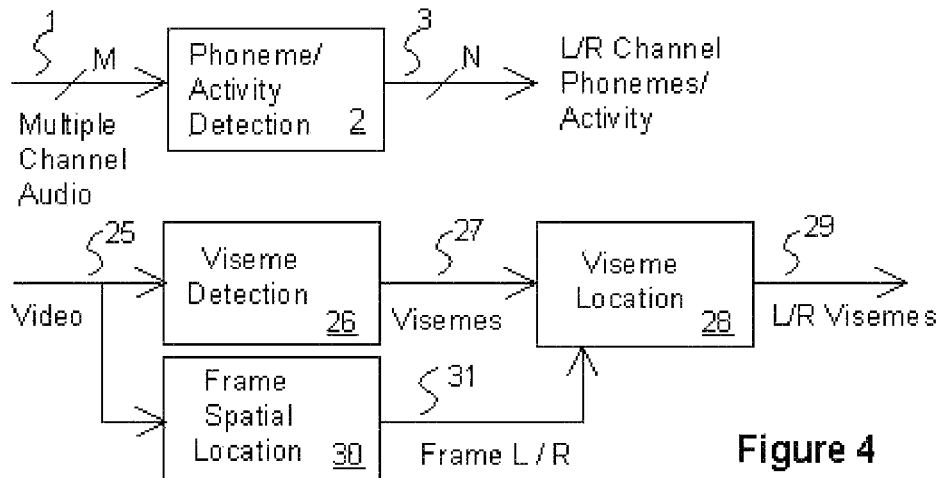 1
M
Phoneme/
Activity
Detection 2
3
N
L/R Channel
Phonemes/
Activity
Multiple
Channel
Audio
25
Video
Viseme
Detection
26
27
Visemes
Viseme
Location
28
29
L/R Visemes
Frame
Spatial
Location 30
31
Frame L / R
Figure 4